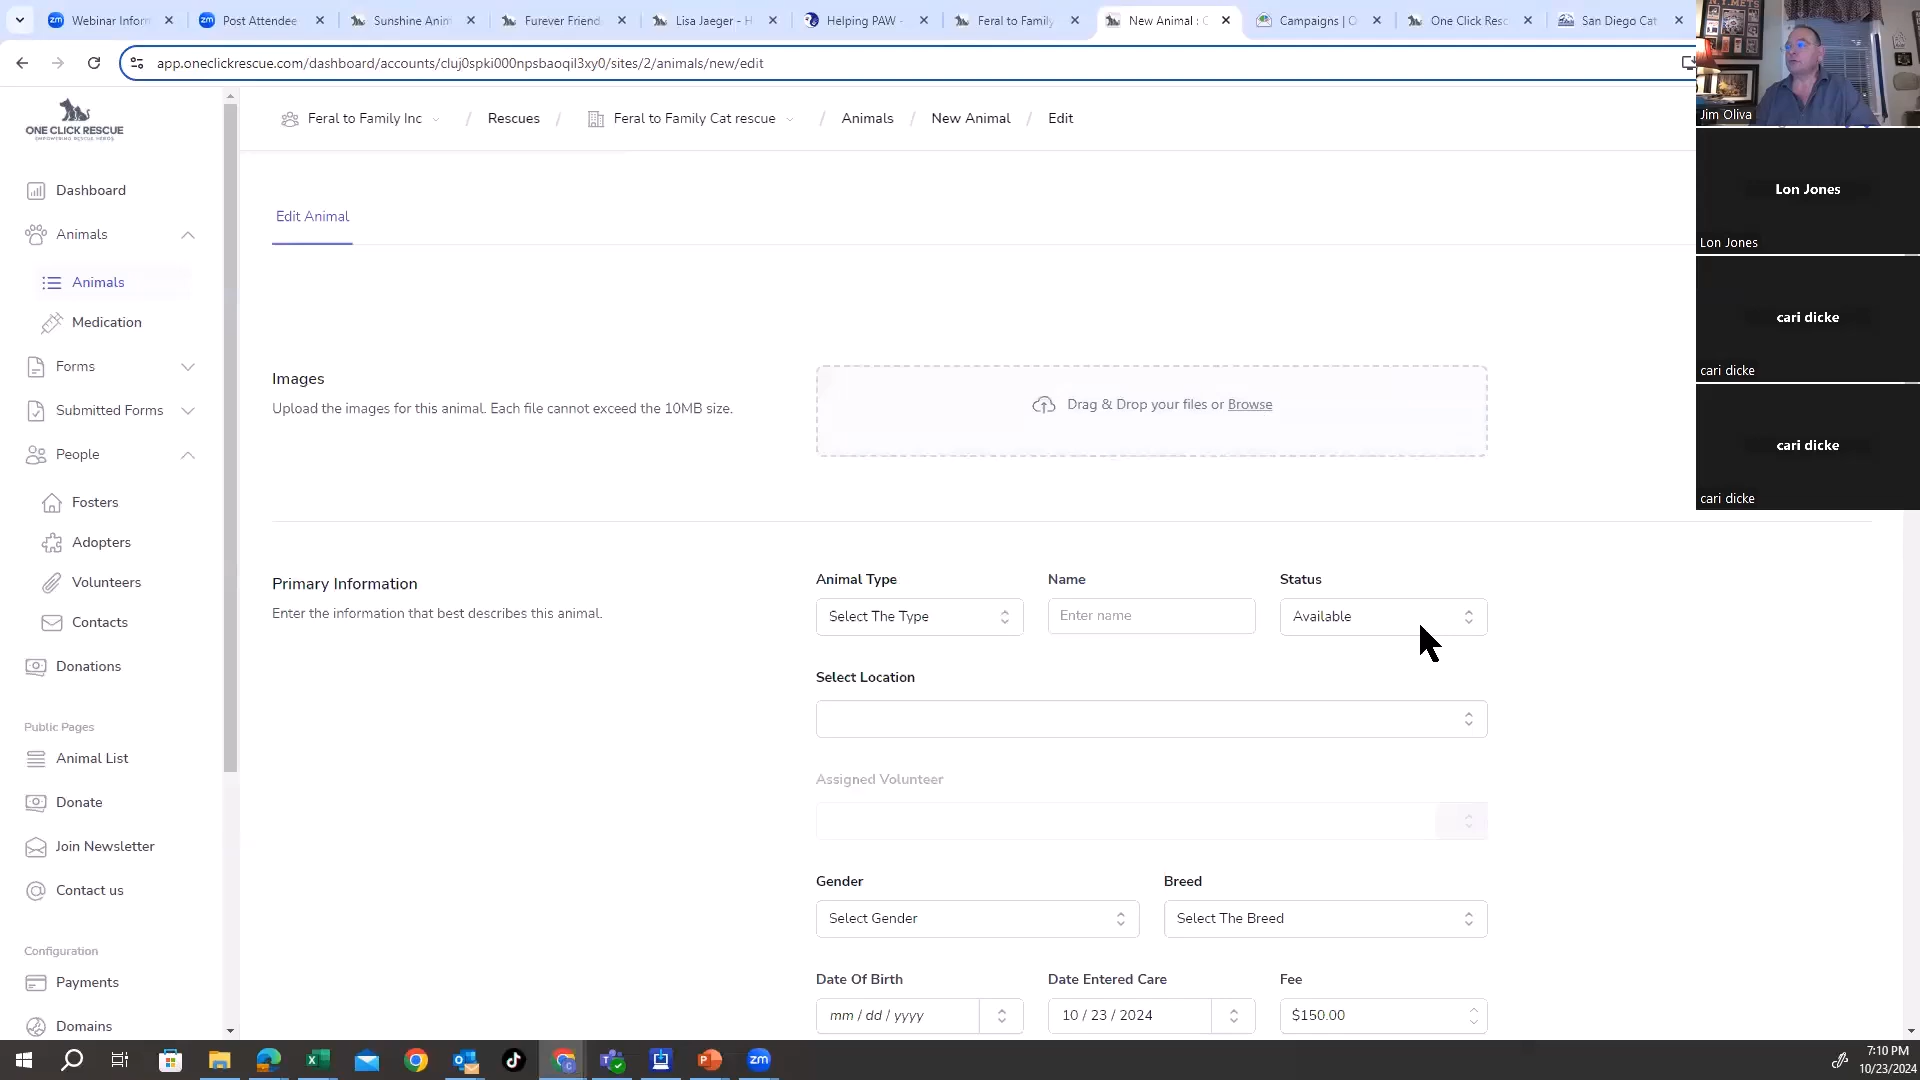 Webinar Inforr
Post Attendee
Sunshine Anim
Furever Friend
Lisa Jaeger - H
Helping PAW -
Feral to Family
New Animal : C
Campaigns | O
One Click Resc
San Diego Cat
app.oneclickrescue.com/dashboard/accounts/cluj0spki000npsbaoqil3xy0/sites/2/animals/new/edit
ONE CLICK RESCUE
EMPOWERING RESCUE HEROS
Feral to Family Inc / Rescues / Feral to Family Cat rescue / Animals / New Animal / Edit
Dashboard
Animals
Animals
Medication
Forms
Submitted Forms
People
Fosters
Adopters
Volunteers
Contacts
Donations
Public Pages
Animal List
Donate
Join Newsletter
Contact us
Configuration
Payments
Domains
Edit Animal
Images
Upload the images for this animal. Each file cannot exceed the 10MB size.
Drag & Drop your files or Browse
Primary Information
Enter the information that best describes this animal.
Animal Type
Name
Status
Select The Type
Enter name
Available
Select Location
Assigned Volunteer
Gender
Breed
Select Gender
Select The Breed
Date Of Birth
Date Entered Care
Fee
mm / dd / yyyy
10 / 23 / 2024
$150.00
N.Y. METS
Jim Oliva
Lon Jones
Lon Jones
cari dicke
cari dicke
cari dicke
cari dicke
zm
7:10 PM
10/23/2024